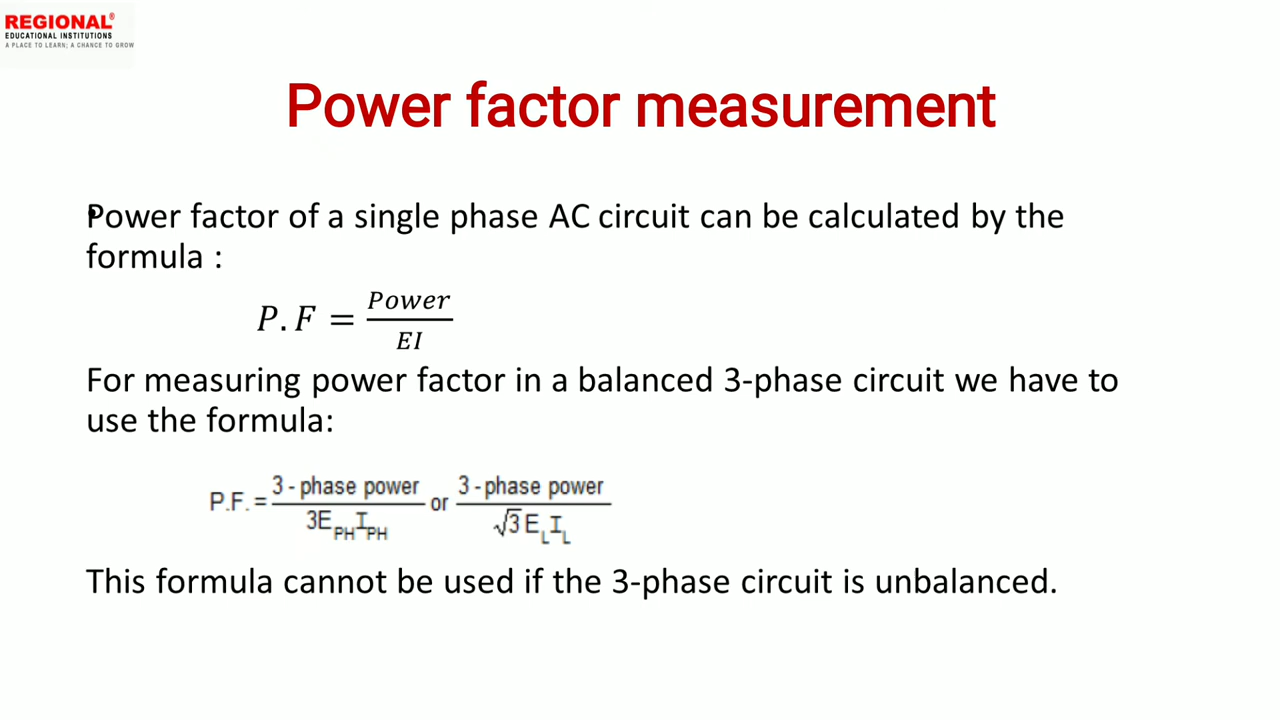 REGIONAL®
EDUCATIONAL INSTITUTIONS
A PLACE TO LEARN; A CHANCE TO GROW
Power factor measurement
•Power factor of a single phase AC circuit can be calculated by the
formula :
P.F = Power / EI
For measuring power factor in a balanced 3-phase circuit we have to
use the formula:
P.F. = 3 - phase power / 3E_PH I_PH or 3 - phase power / √3 E_L I_L
This formula cannot be used if the 3-phase circuit is unbalanced.